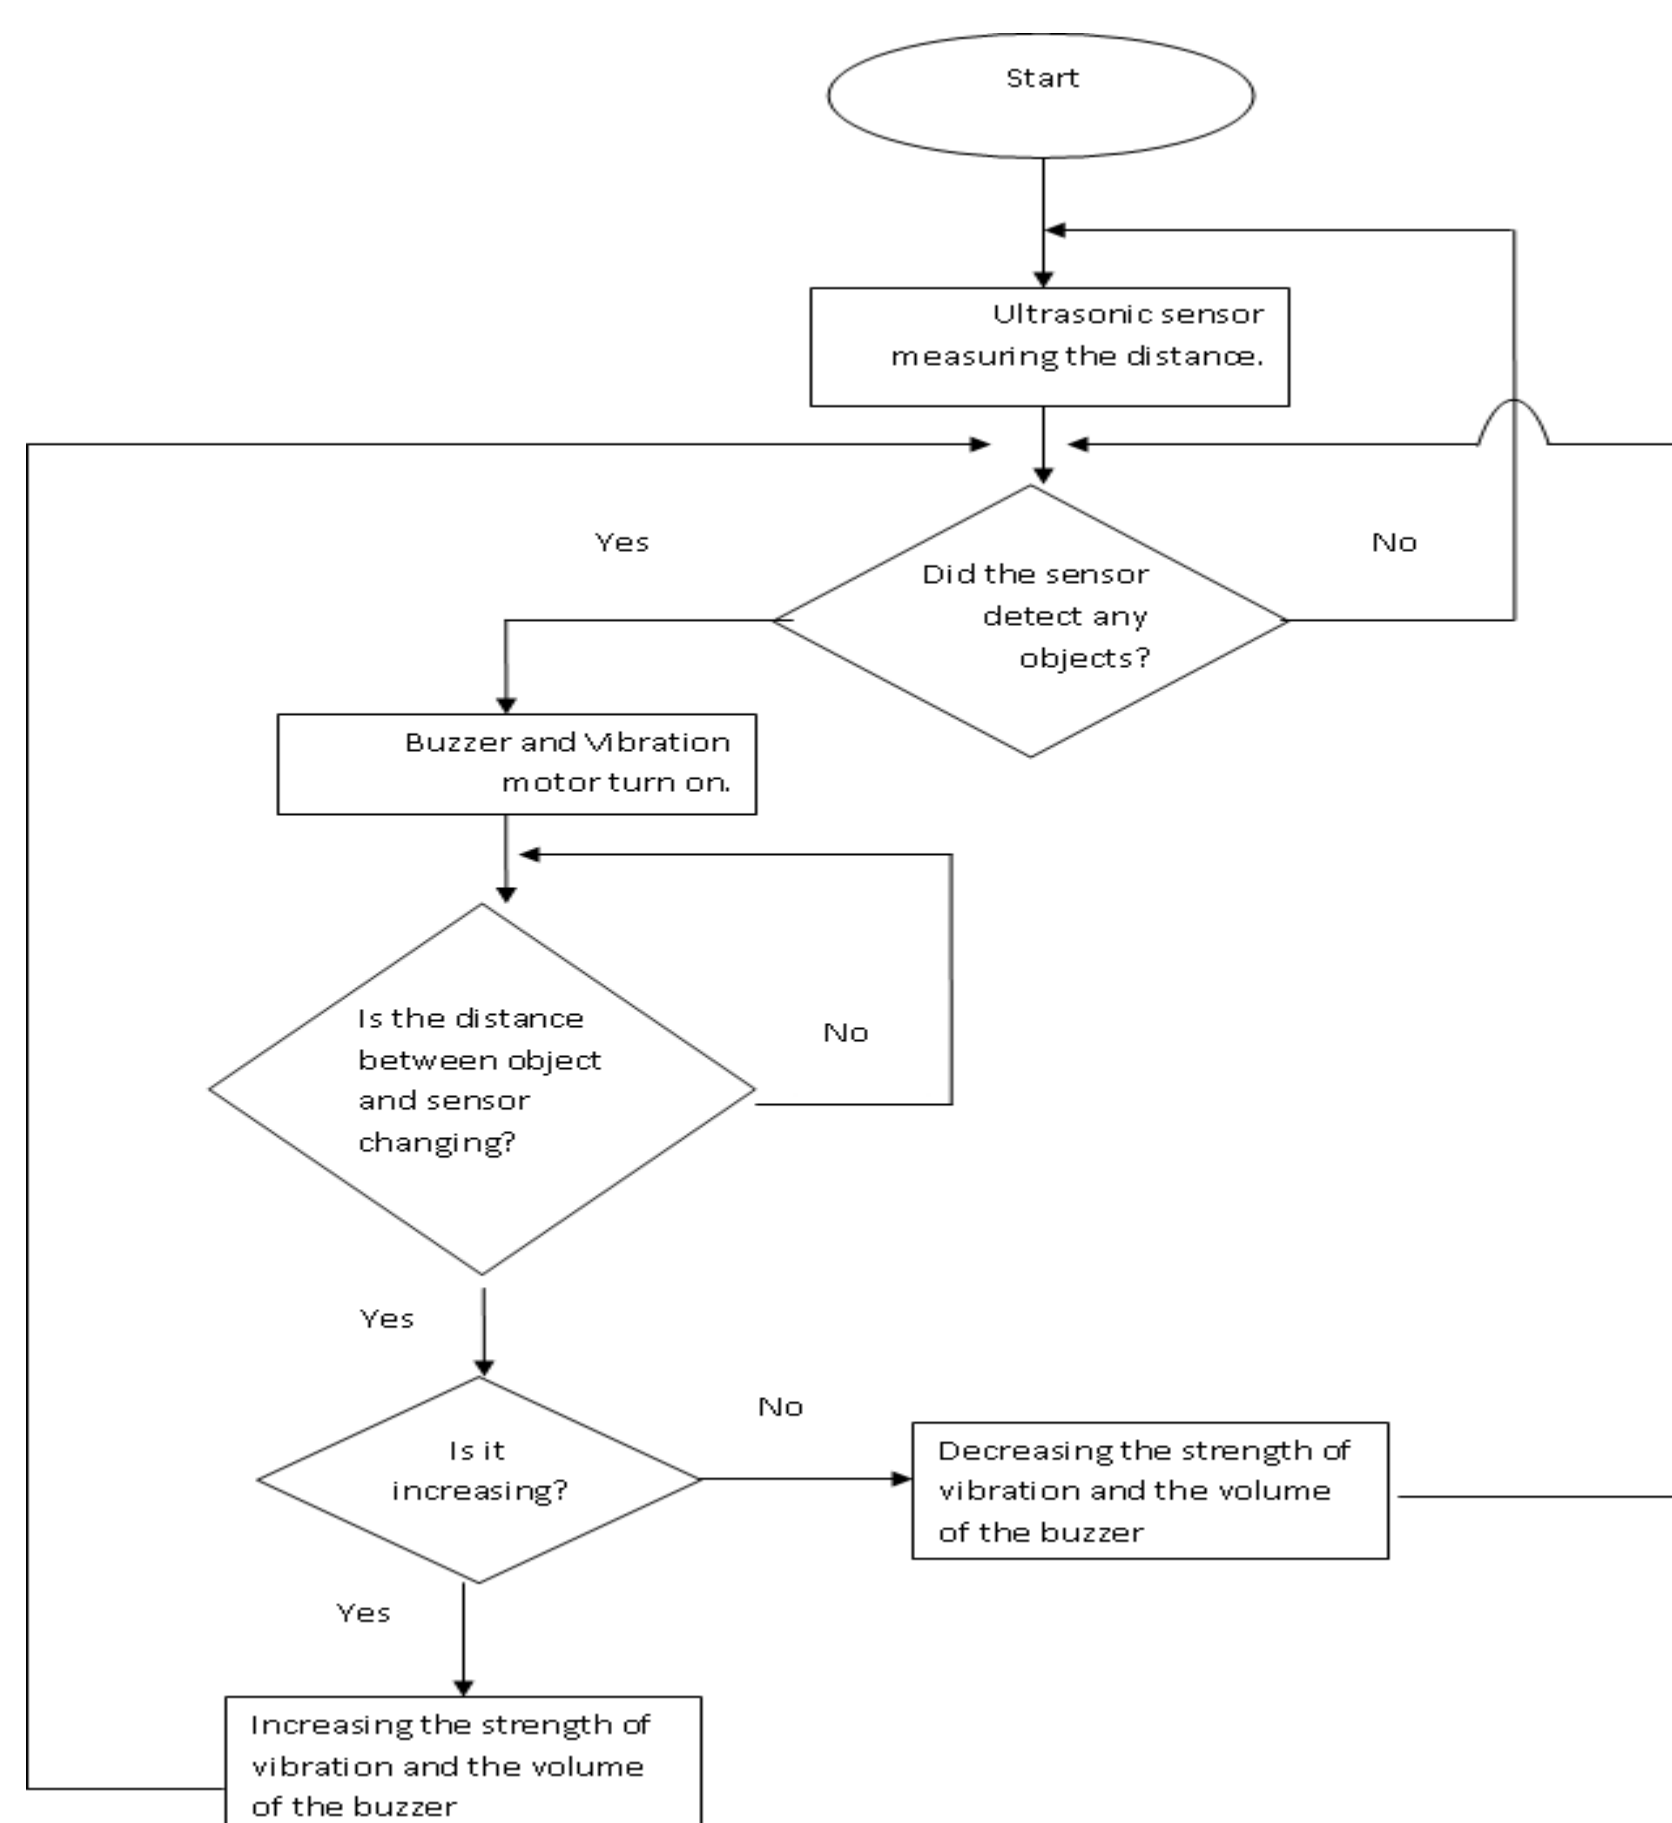 Start
Ultrasonic sensor
measuring the distance.
Yes
No
Did the sensor
detect any
objects?
Buzzer and Vibration
motor turn on.
Is the distance
between object
and sensor
changing?
No
Yes
No
Is it
increasing?
Decreasing the strength of
vibration and the volume
of the buzzer
Yes
Increasing the strength of
vibration and the volume
of the buzzer